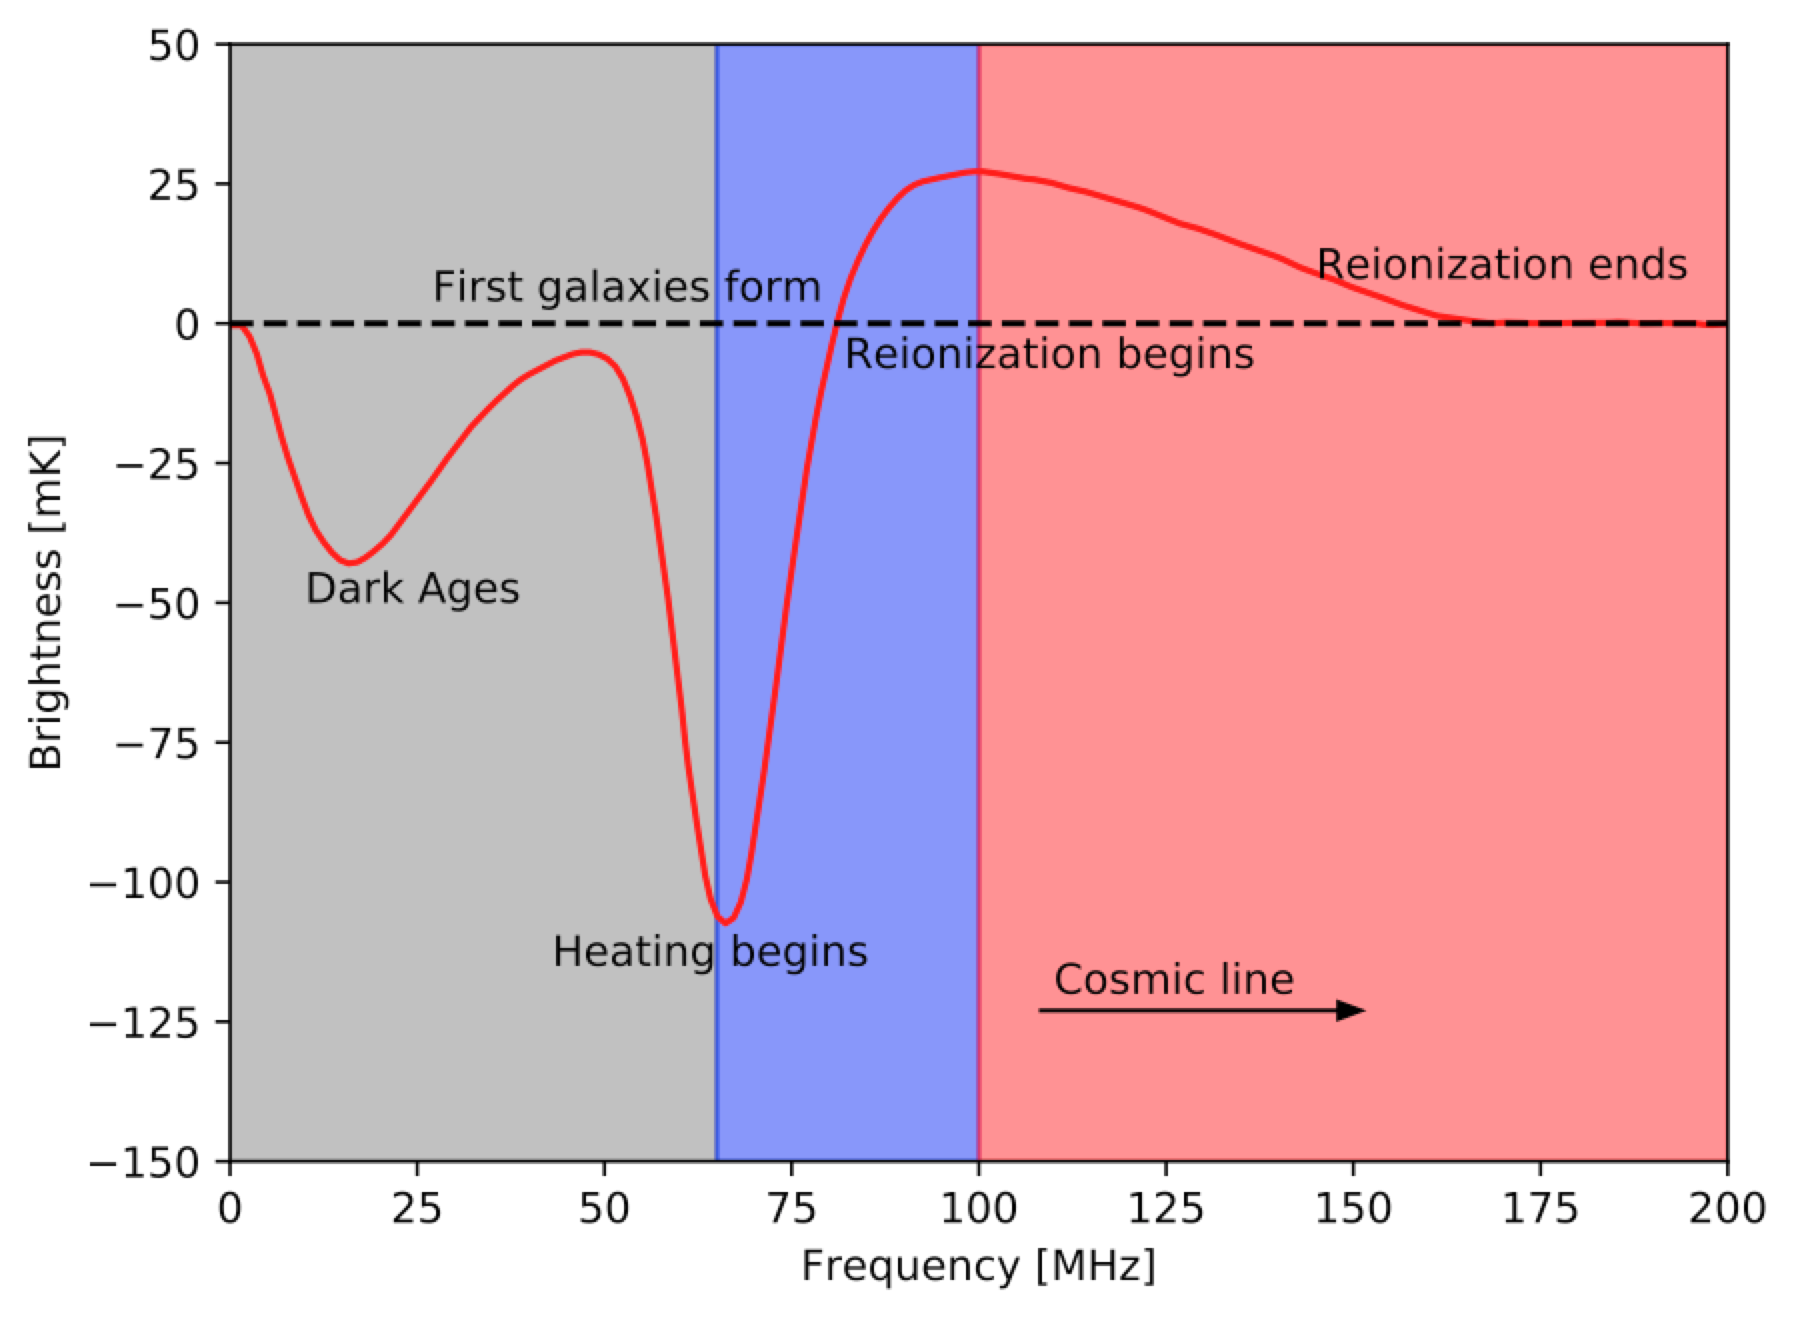 50
25
0
−25
−50
−75
−100
−125
−150
Brightness [mK]
First galaxies form
Reionization ends
Reionization begins
Dark Ages
Heating begins
Cosmic line
0 25 50 75 100 125 150 175 200
Frequency [MHz]